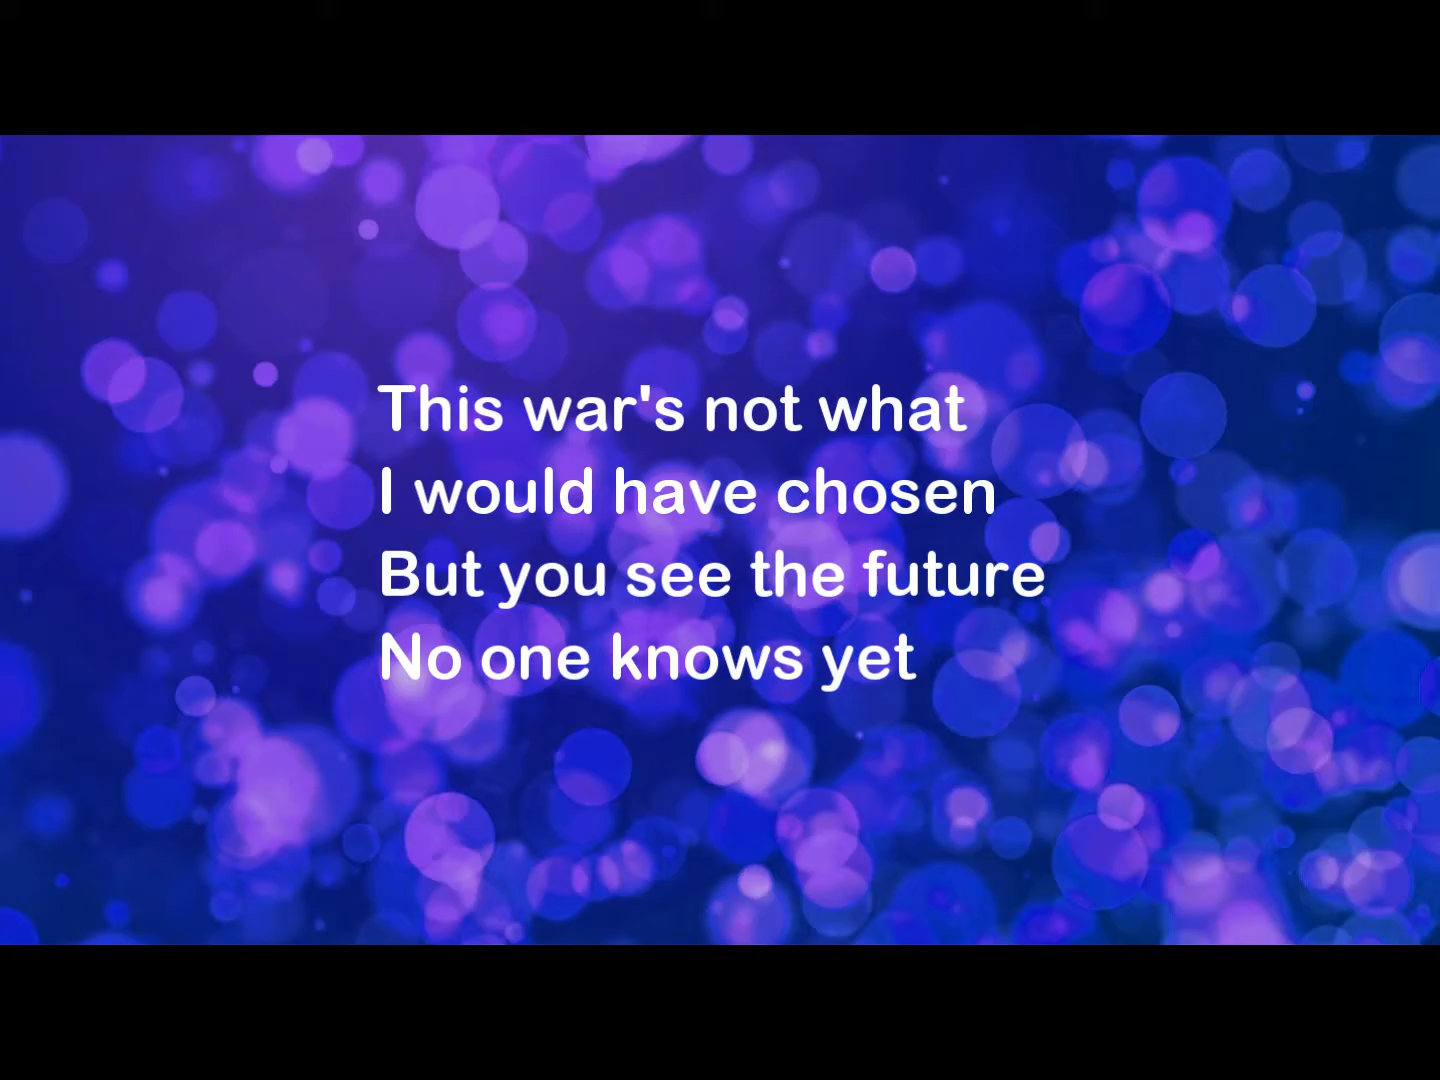 This war's not what
I would have chosen
But you see the future
No one knows yet